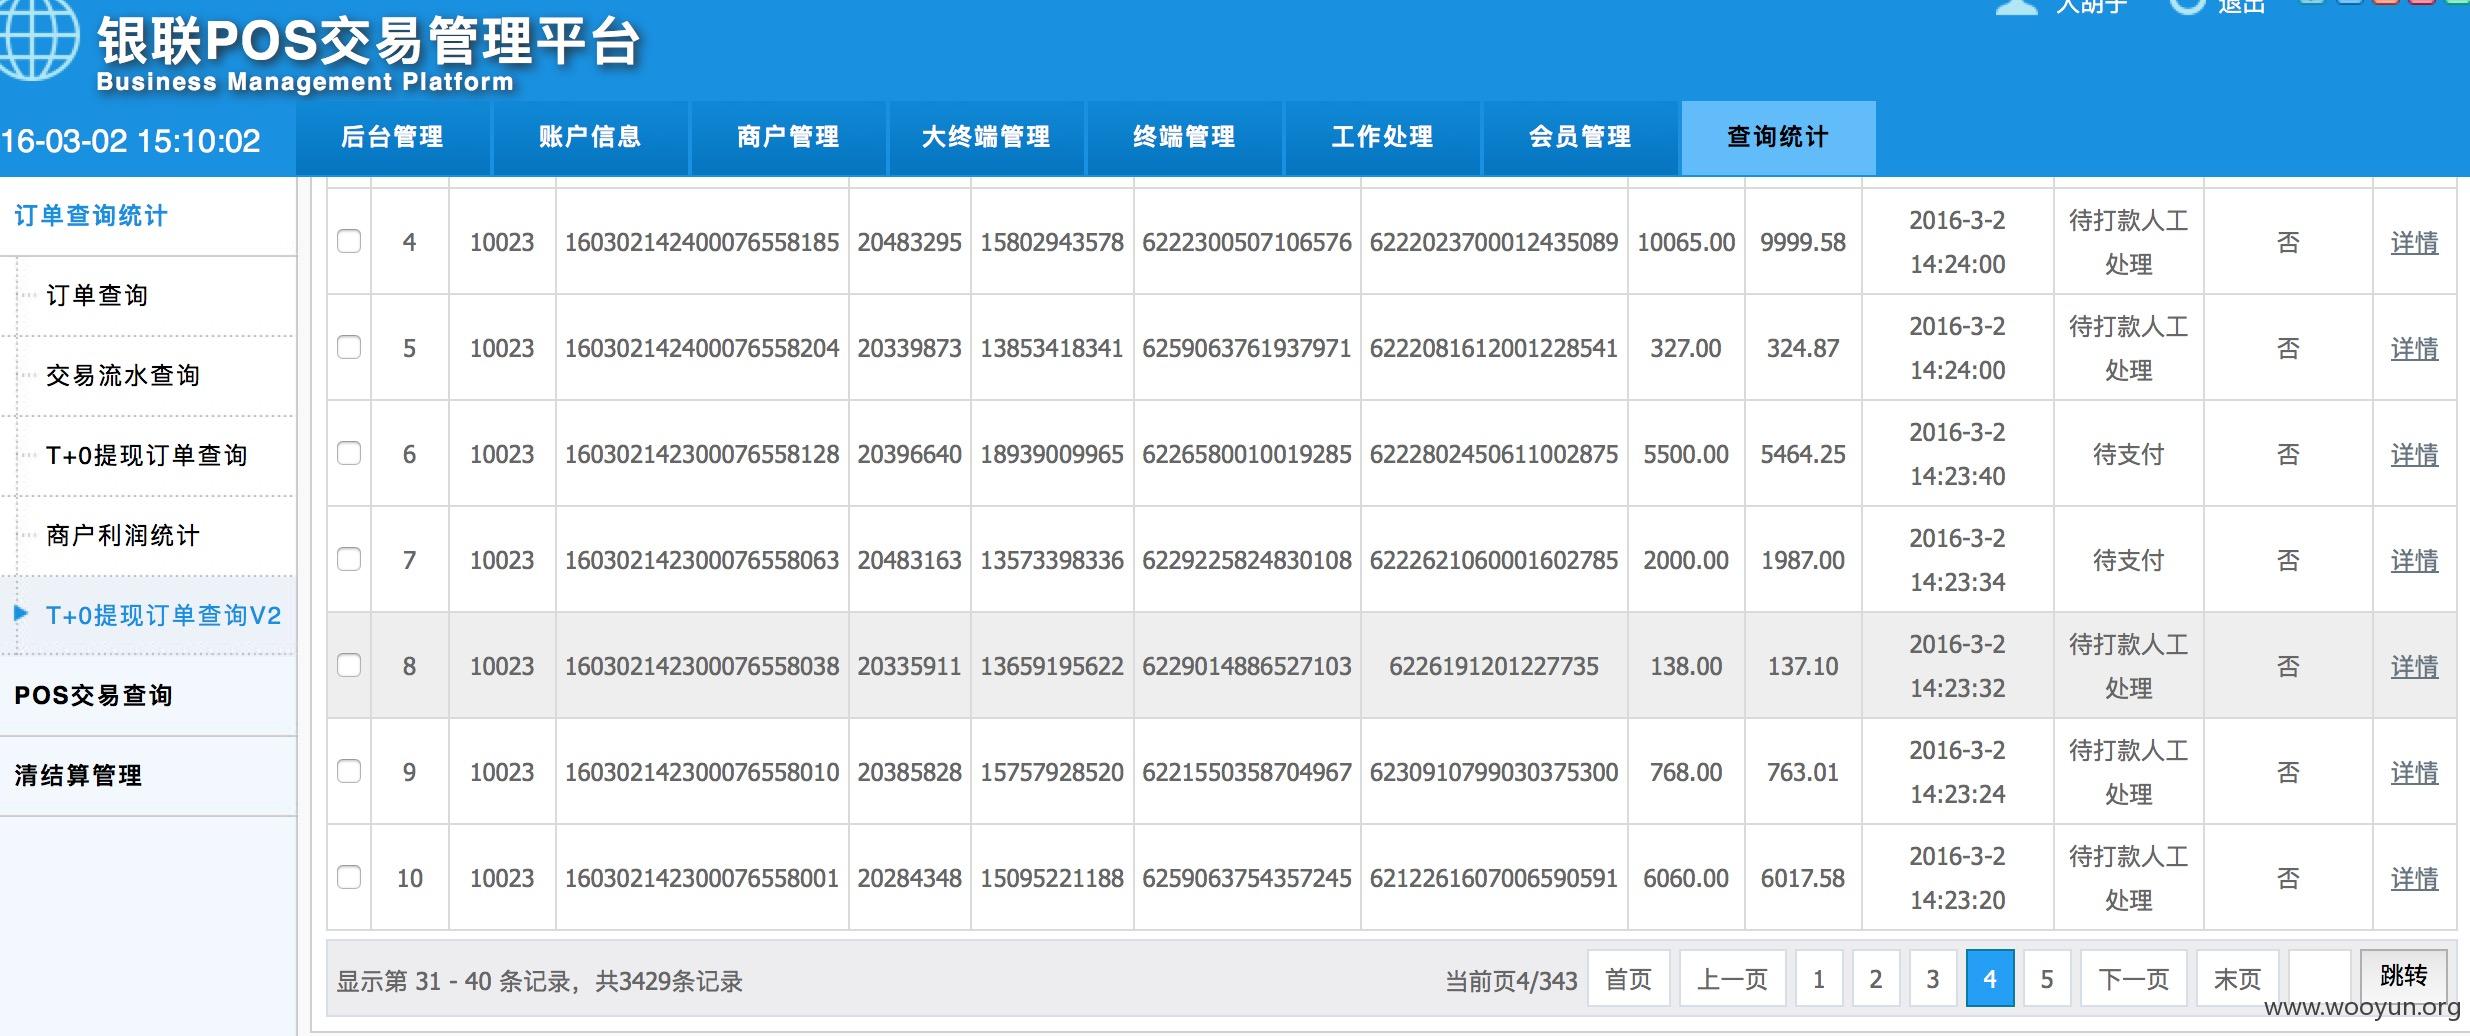 退出
银联POS交易管理平台
Business Management Platform
16-03-02 15:10:02
后台管理 账户信息 商户管理 大终端管理 终端管理 工作处理 会员管理 查询统计
订单查询统计
订单查询
交易流水查询
T+0提现订单查询
商户利润统计
T+0提现订单查询V2
POS交易查询
清结算管理
4 10023 160302142400076558185 20483295 15802943578 6222300507106576 6222023700012435089 10065.00 9999.58 2016-3-2 14:24:00 待打款人工处理 否 详情
5 10023 160302142400076558204 20339873 13853418341 6259063761937971 6222081612001228541 327.00 324.87 2016-3-2 14:24:00 待打款人工处理 否 详情
6 10023 160302142300076558128 20396640 18939009965 6226580010019285 6222802450611002875 5500.00 5464.25 2016-3-2 14:23:40 待支付 否 详情
7 10023 160302142300076558063 20483163 13573398336 6229225824830108 6222621060001602785 2000.00 1987.00 2016-3-2 14:23:34 待支付 否 详情
8 10023 160302142300076558038 20335911 13659195622 6229014886527103 6226191201227735 138.00 137.10 2016-3-2 14:23:32 待打款人工处理 否 详情
9 10023 160302142300076558010 20385828 15757928520 6221550358704967 6230910799030375300 768.00 763.01 2016-3-2 14:23:24 待打款人工处理 否 详情
10 10023 160302142300076558001 20284348 15095221188 6259063754357245 6212261607006590591 6060.00 6017.58 2016-3-2 14:23:20 待打款人工处理 否 详情
显示第 31 - 40 条记录，共3429条记录 当前页4/343 首页 上一页 1 2 3 4 5 下一页 末页 跳转
www.wooyun.org